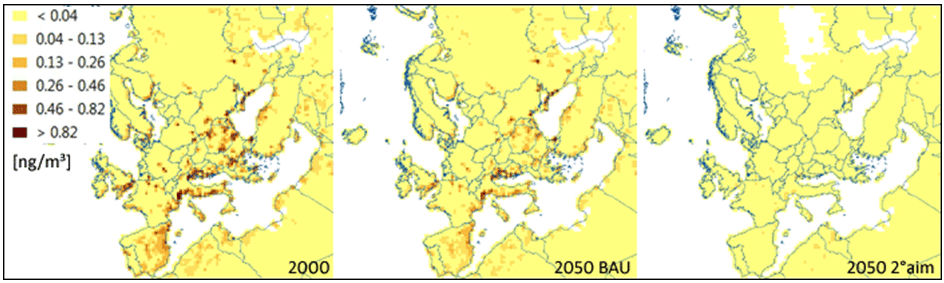 < 0.04
0.04 - 0.13
0.13 - 0.26
0.26 - 0.46
0.46 - 0.82
> 0.82
[ng/m³]
2000
2050 BAU
2050 2°aim